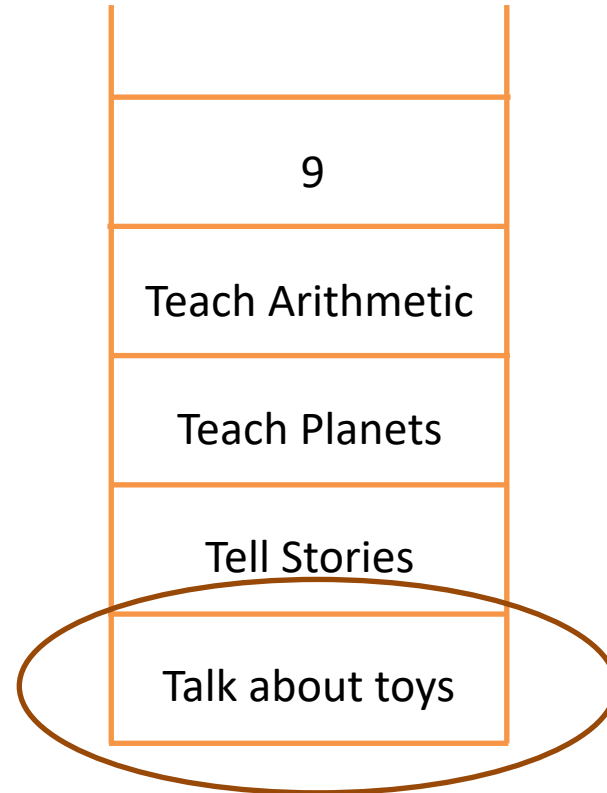 9
Teach Arithmetic
Teach Planets
Tell Stories
Talk about toys